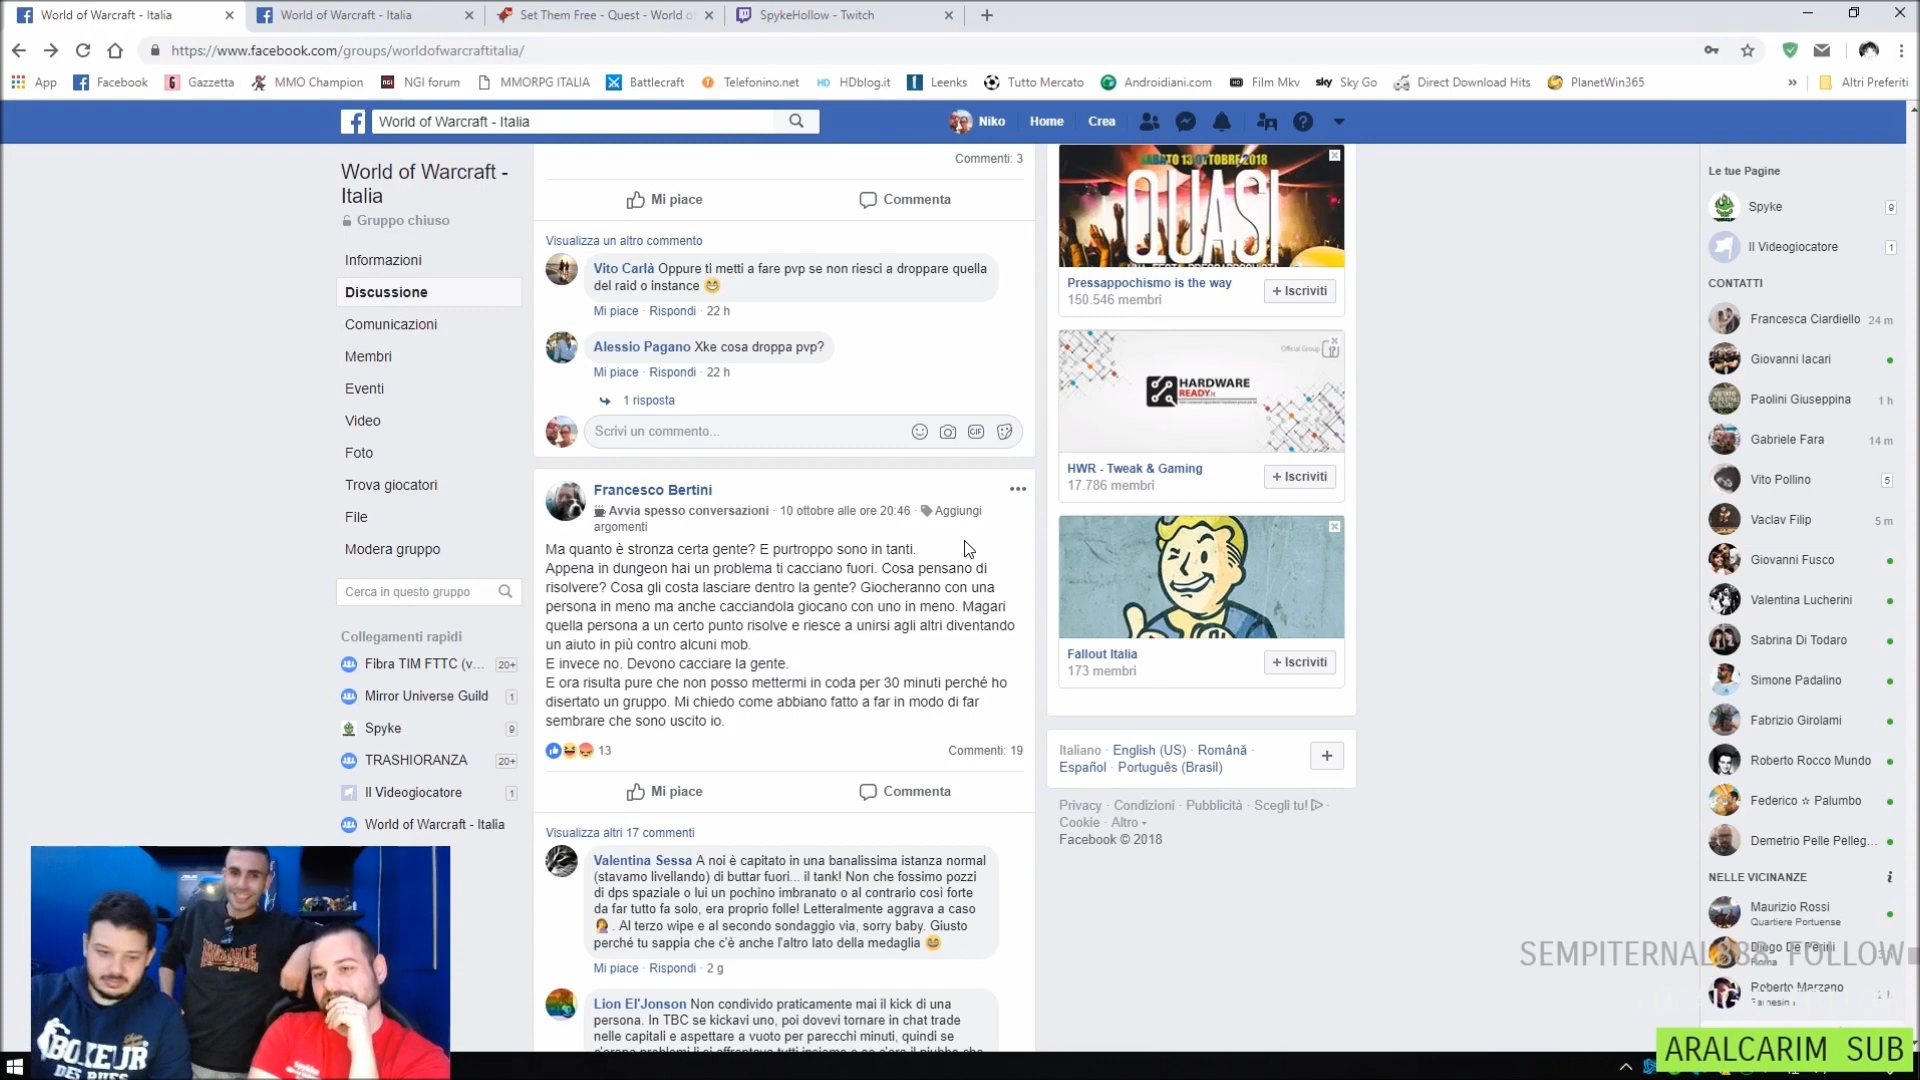 World of Warcraft - Italia
World of Warcraft - Italia
Set Them Free - Quest - World o
SpykeHollow - Twitch
https://www.facebook.com/groups/worldofwarcraftitalia/
App
Facebook
Gazzetta
MMO Champion
NGI forum
MMORPG ITALIA
Battlecraft
Telefonino.net
HDblog.it
Leenks
Tutto Mercato
Androidiani.com
Film Mkv
sky Sky Go
Direct Download Hits
PlanetWin365
»
Altri Preferiti
World of Warcraft - Italia
Niko
Home
Crea
World of Warcraft -
Italia
Gruppo chiuso
Informazioni
Discussione
Comunicazioni
Membri
Eventi
Video
Foto
Trova giocatori
File
Modera gruppo
Cerca in questo gruppo
Collegamenti rapidi
Fibra TIM FTTC (v... 20+
Mirror Universe Guild 1
Spyke 9
TRASHIORANZA 20+
Il Videogiocatore 1
World of Warcraft - Italia
Commenti: 3
Mi piace
Commenta
Visualizza un altro commento
Vito Carlà Oppure ti metti a fare pvp se non riesci a droppare quella
del raid o instance 😁
Mi piace · Rispondi · 22 h
Alessio Pagano Xke cosa droppa pvp?
Mi piace · Rispondi · 22 h
1 risposta
Scrivi un commento...
GIF
Francesco Bertini
Avvia spesso conversazioni · 10 ottobre alle ore 20:46 · Aggiungi
argomenti
Ma quanto è stronza certa gente? E purtroppo sono in tanti.
Appena in dungeon hai un problema ti cacciano fuori. Cosa pensano di
risolvere? Cosa gli costa lasciare dentro la gente? Giocheranno con una
persona in meno ma anche cacciandola giocano con uno in meno. Magari
quella persona a un certo punto risolve e riesce a unirsi agli altri diventando
un aiuto in più contro alcuni mob.
E invece no. Devono cacciare la gente.
E ora risulta pure che non posso mettermi in coda per 30 minuti perché ho
disertato un gruppo. Mi chiedo come abbiano fatto a far in modo di far
sembrare che sono uscito io.
13
Commenti: 19
Mi piace
Commenta
Visualizza altri 17 commenti
Valentina Sessa A noi è capitato in una banalissima istanza normal
(stavamo livellando) di buttar fuori... il tank! Non che fossimo pozzi
di dps spaziale o lui un pochino imbranato o al contrario così forte
da far tutto fa solo, era proprio folle! Letteralmente aggrava a caso
🤦. Al terzo wipe e al secondo sondaggio via, sorry baby. Giusto
perché tu sappia che c'è anche l'altro lato della medaglia 😄
Mi piace · Rispondi · 2 g
Lion El'Jonson Non condivido praticamente mai il kick di una
persona. In TBC se kickavi uno, poi dovevi tornare in chat trade
nelle capitali e aspettare a vuoto per parecchi minuti, quindi se
SABATO 13 OTTOBRE 2018
QUASI
Pressappochismo is the way
150.546 membri
+ Iscriviti
Official Group
HARDWARE
READY.it
HWR - Tweak & Gaming
17.786 membri
+ Iscriviti
Fallout Italia
173 membri
+ Iscriviti
Italiano · English (US) · Română ·
Español · Português (Brasil)
+
Privacy · Condizioni · Pubblicità · Scegli tu! ·
Cookie · Altro
Facebook © 2018
Le tue Pagine
Spyke 9
Il Videogiocatore 1
CONTATTI
Francesca Ciardiello 24 m
Giovanni Iacari
Paolini Giuseppina 1 h
Gabriele Fara 14 m
Vito Pollino 5
Vaclav Filip 5 m
Giovanni Fusco
Valentina Lucherini
Sabrina Di Todaro
Simone Padalino
Fabrizio Girolami
Roberto Rocco Mundo
Federico ☆ Palumbo
Demetrio Pelle Pelleg...
NELLE VICINANZE
Maurizio Rossi
Quartiere Portuense
Diego De Perini
Roma
Roberto Marzano
SEMPITERNAL888: FOLLOW
ARALCARIM SUB
BOXEUR
DES RUES